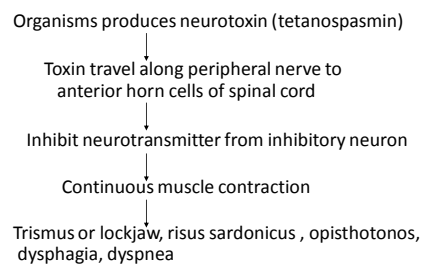 Organisms produces neurotoxin (tetanospasmin)
Toxin travel along peripheral nerve to
anterior horn cells of spinal cord
Inhibit neurotransmitter from inhibitory neuron
Continuous muscle contraction
Trismus or lockjaw, risus sardonicus , opisthotonos,
dysphagia, dyspnea